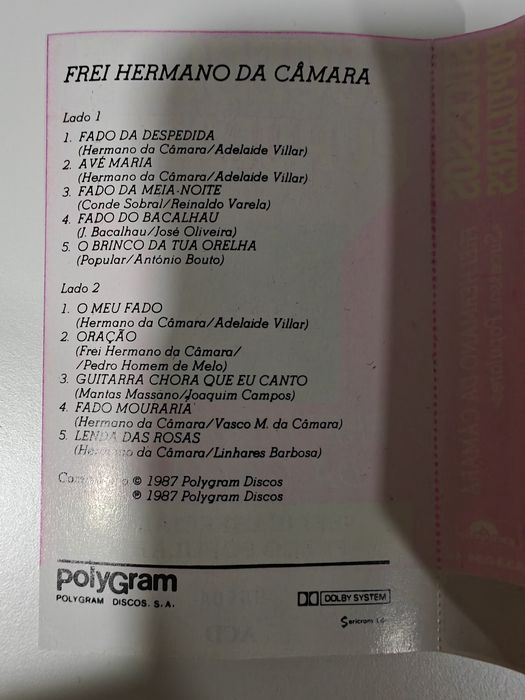 FREI HERMANO DA CÂMARA
Lado 1
1. FADO DA DESPEDIDA
(Hermano da Câmara/Adelaide Villar)
2. AVÉ MARIA
(Hermano da Câmara/Adelaide Villar)
3. FADO DA MEIA-NOITE
(Conde Sobral/Reinaldo Varela)
4. FADO DO BACALHAU
(J. Bacalhau/José Oliveira)
5. O BRINCO DA TUA ORELHA
(Popular/António Bouto)
Lado 2
1. O MEU FADO
(Hermano da Câmara/Adelaide Villar)
2. ORAÇÃO
(Frei Hermano da Câmara/
/Pedro Homem de Melo)
3. GUITARRA CHORA QUE EU CANTO
(Mantas Massano/Joaquim Campos)
4. FADO MOURARIA
(Hermano da Câmara/Vasco M. da Câmara)
5. LENDA DAS ROSAS
(Hermano da Câmara/Linhares Barbosa)
© 1987 Polygram Discos
℗ 1987 Polygram Discos
polyGram
POLYGRAM DISCOS. S.A.
DOLBY SYSTEM